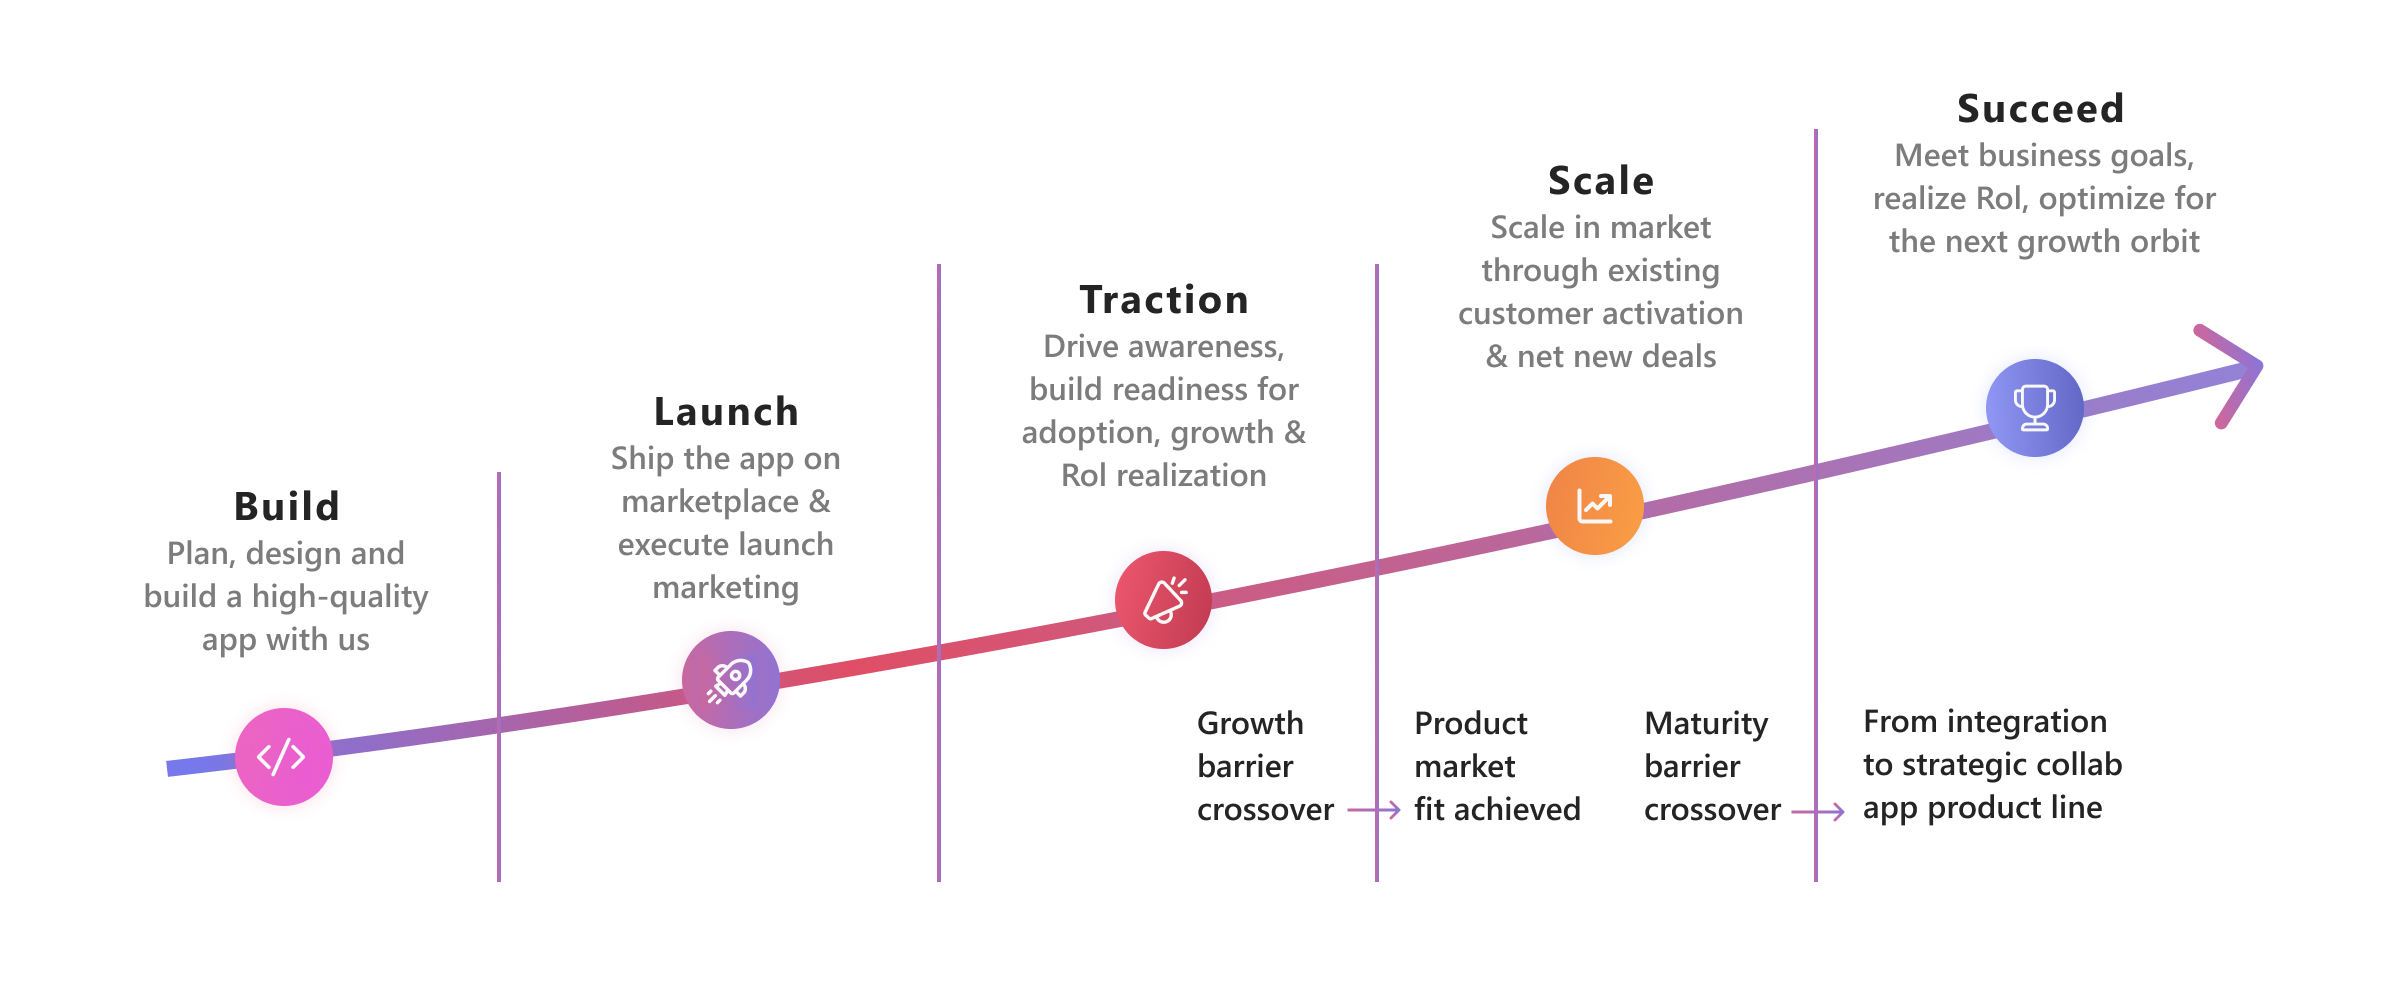 Build
Plan, design and
build a high-quality
app with us
Launch
Ship the app on
marketplace &
execute launch
marketing
Traction
Drive awareness,
build readiness for
adoption, growth &
RoI realization
Scale
Scale in market
through existing
customer activation
& net new deals
Succeed
Meet business goals,
realize RoI, optimize for
the next growth orbit
Growth
barrier
crossover
Product
market
fit achieved
Maturity
barrier
crossover
From integration
to strategic collab
app product line